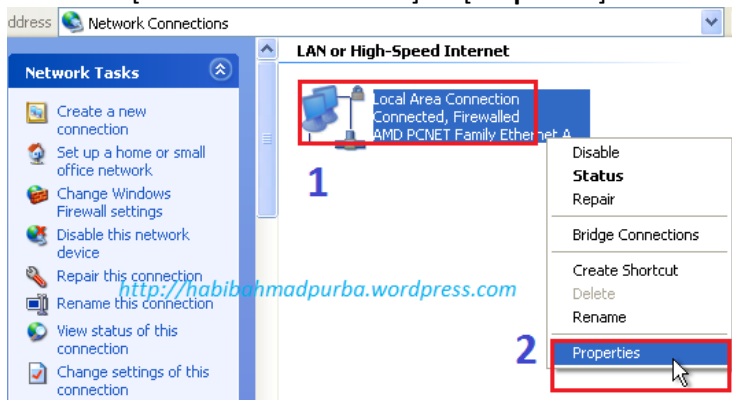 ddress Network Connections
LAN or High-Speed Internet
Network Tasks
Create a new
connection
Set up a home or small
office network
Change Windows
Firewall settings
Disable this network
device
Repair this connection
Rename this connection
View status of this
connection
Change settings of this
connection
Local Area Connection
Connected, Firewalled
AMD PCNET Family Ethernet A...
1
Disable
Status
Repair
Bridge Connections
Create Shortcut
Delete
Rename
2
Properties
http://habibahmadpurba.wordpress.com